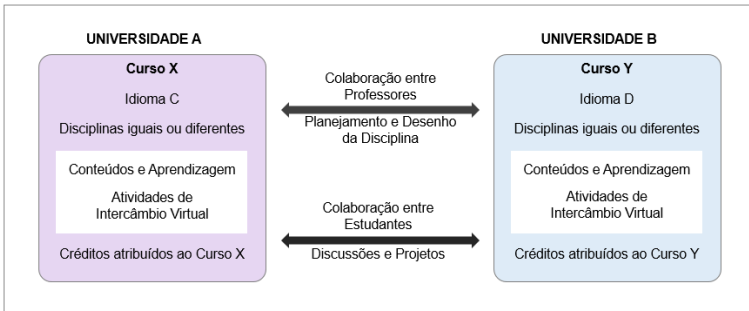 UNIVERSIDADE A
Curso X
Idioma C
Disciplinas iguais ou diferentes
Conteúdos e Aprendizagem
Atividades de
Intercâmbio Virtual
Créditos atribuídos ao Curso X
Colaboração entre
Professores
Planejamento e Desenho
da Disciplina
Colaboração entre
Estudantes
Discussões e Projetos
UNIVERSIDADE B
Curso Y
Idioma D
Disciplinas iguais ou diferentes
Conteúdos e Aprendizagem
Atividades de
Intercâmbio Virtual
Créditos atribuídos ao Curso Y